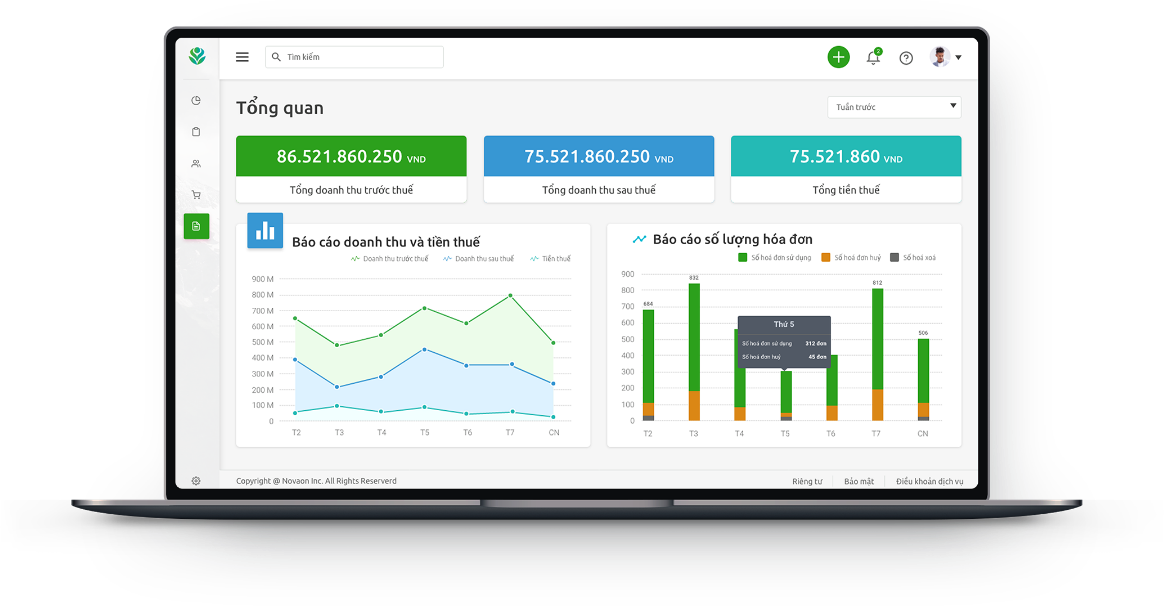 Tìm kiếm
2
Tổng quan
Tuần trước
86.521.860.250 VND
75.521.860.250 VND
75.521.860 VND
Tổng doanh thu trước thuế
Tổng doanh thu sau thuế
Tổng tiền thuế
Báo cáo doanh thu và tiền thuế
Doanh thu trước thuế
Doanh thu sau thuế
Tiền thuế
900 M
800 M
700 M
600 M
500 M
400 M
300 M
200 M
100 M
0
T2
T3
T4
T5
T6
T7
CN
Báo cáo số lượng hóa đơn
Số hoá đơn sử dụng
Số hoá đơn huỷ
Số hoá xoá
900
800
700
600
500
400
300
200
100
0
684
832
812
506
Thứ 5
Số hoá đơn sử dụng 312 đơn
Số hoá đơn huỷ 45 đơn
T2
T3
T4
T5
T6
T7
CN
Copyright @ Novaon Inc. All Rights Reserverd
Riêng tư
Bảo mật
Điều khoản dịch vụ